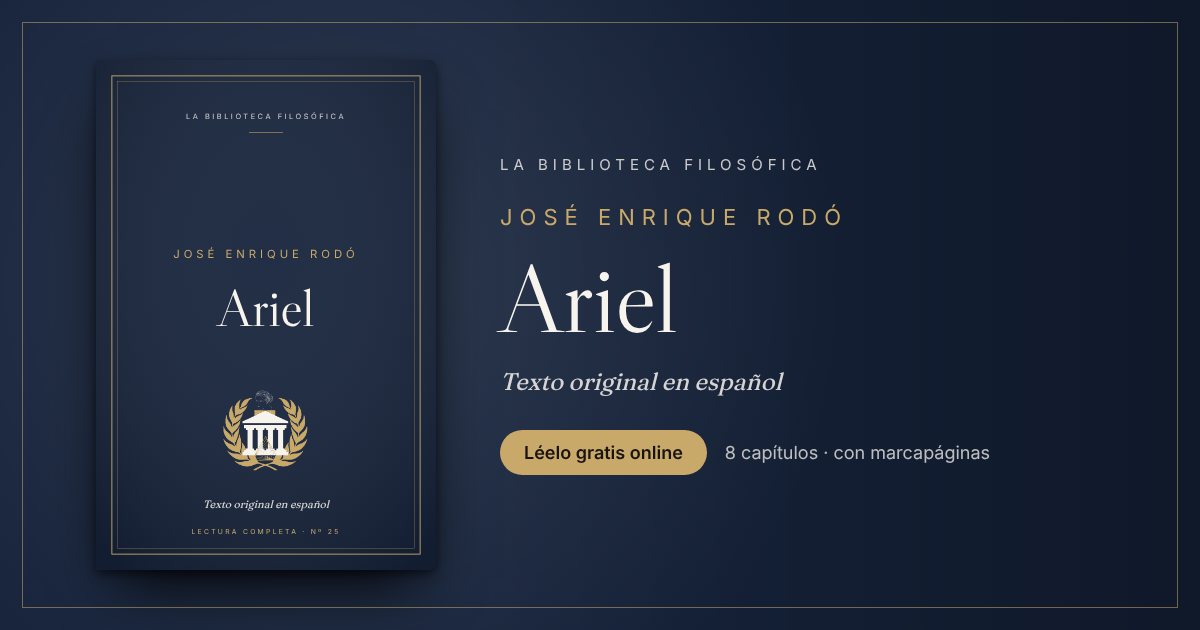 LA BIBLIOTECA FILOSÓFICA
JOSÉ ENRIQUE RODÓ
Ariel
Texto original en español
LECTURA COMPLETA · Nº 25
LA BIBLIOTECA FILOSÓFICA
JOSÉ ENRIQUE RODÓ
Ariel
Texto original en español
Léelo gratis online
8 capítulos · con marcapáginas